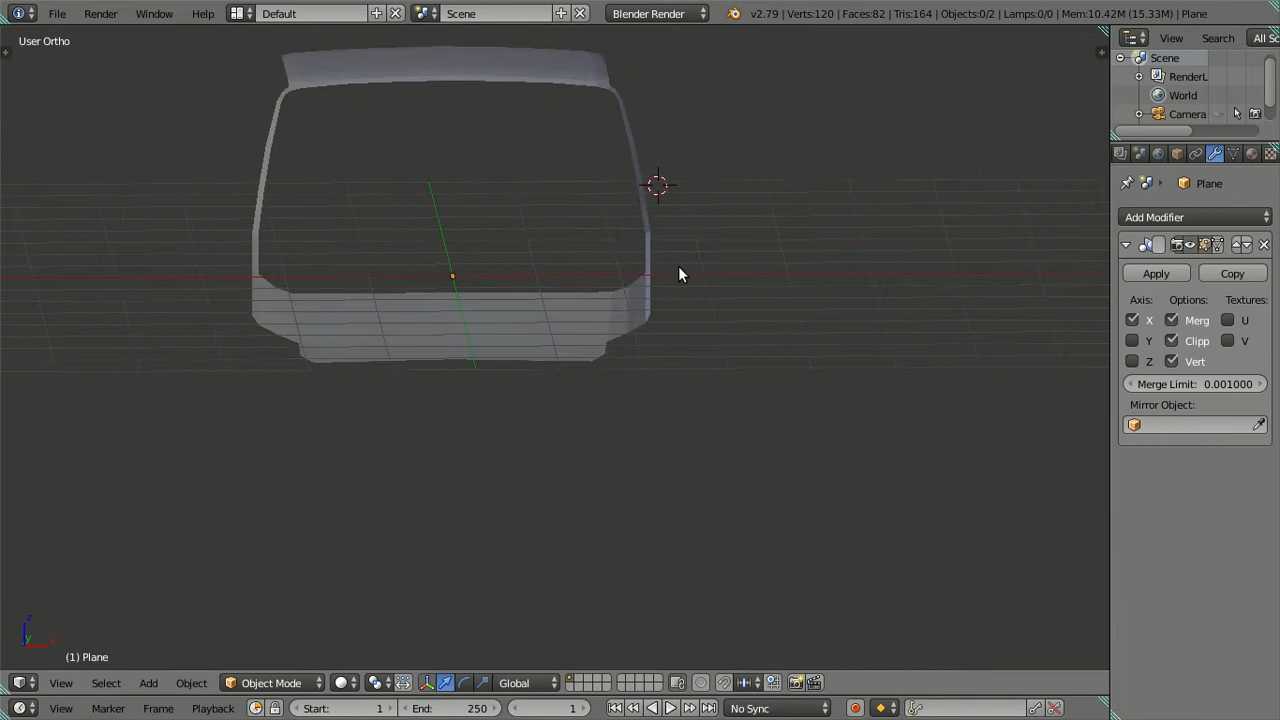 File Render Window Help Default Scene Blender Render v2.79 | Verts:120 | Faces:82 | Tris:164 | Objects:0/2 | Lamps:0/0 | Mem:10.42M (15.33M) | Plane
User Ortho
View Search All Sc
Scene
RenderL
World
Camera
Plane
Add Modifier
Apply Copy
Axis: Options: Textures:
X Merg U
Y Clipp V
Z Vert
Merge Limit: 0.001000
Mirror Object:
z
y x
(1) Plane
View Select Add Object Object Mode Global
View Marker Frame Playback Start: 1 End: 250 1 No Sync